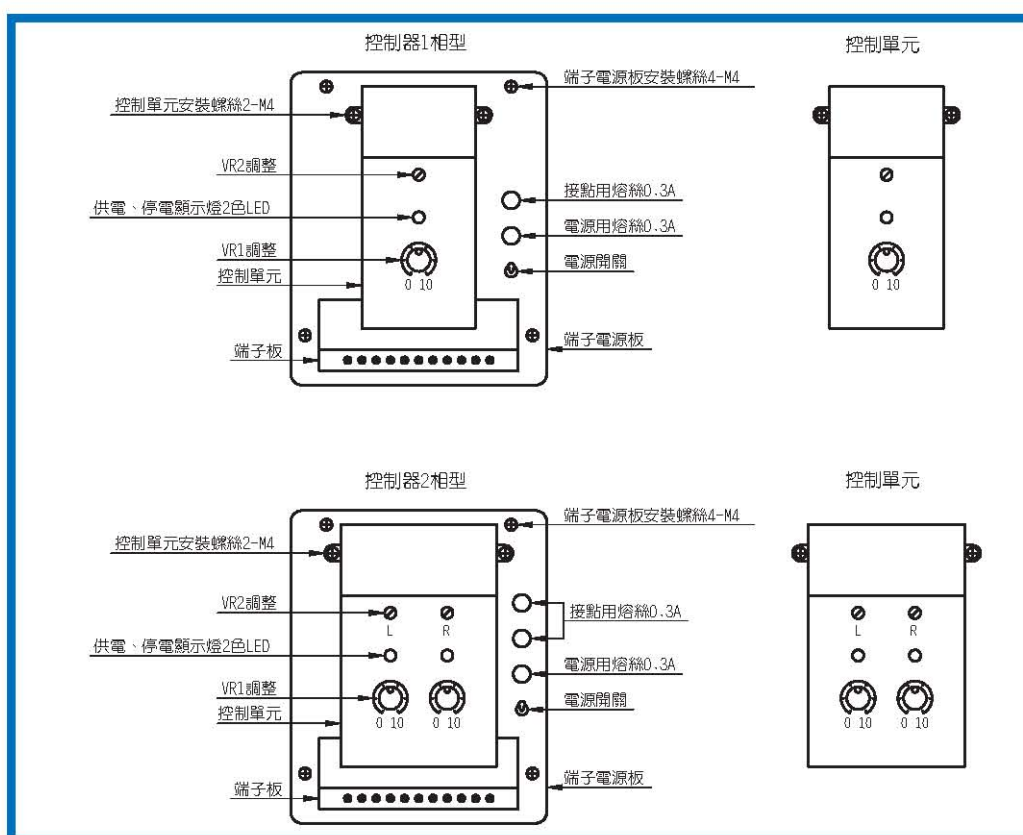 控制器1相型
控制單元
端子電源板安裝螺絲4-M4
控制單元安裝螺絲2-M4
VR2調整
接點用熔絲0.3A
供電、停電顯示燈2色LED
電源用熔絲0.3A
VR1調整
電源開關
控制單元
0 10
0 10
端子電源板
端子板
控制器2相型
控制單元
端子電源板安裝螺絲4-M4
控制單元安裝螺絲2-M4
VR2調整
接點用熔絲0.3A
L R
L R
供電、停電顯示燈2色LED
電源用熔絲0.3A
VR1調整
電源開關
控制單元
0 10 0 10
0 10 0 10
端子電源板
端子板